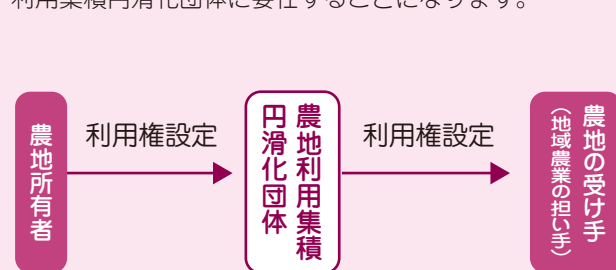 利用集積円滑化団体に委任することになります。
農地所有者
利用権設定
農地利用集積
円滑化団体
利用権設定
農地の受け手
（地域農業の担い手）